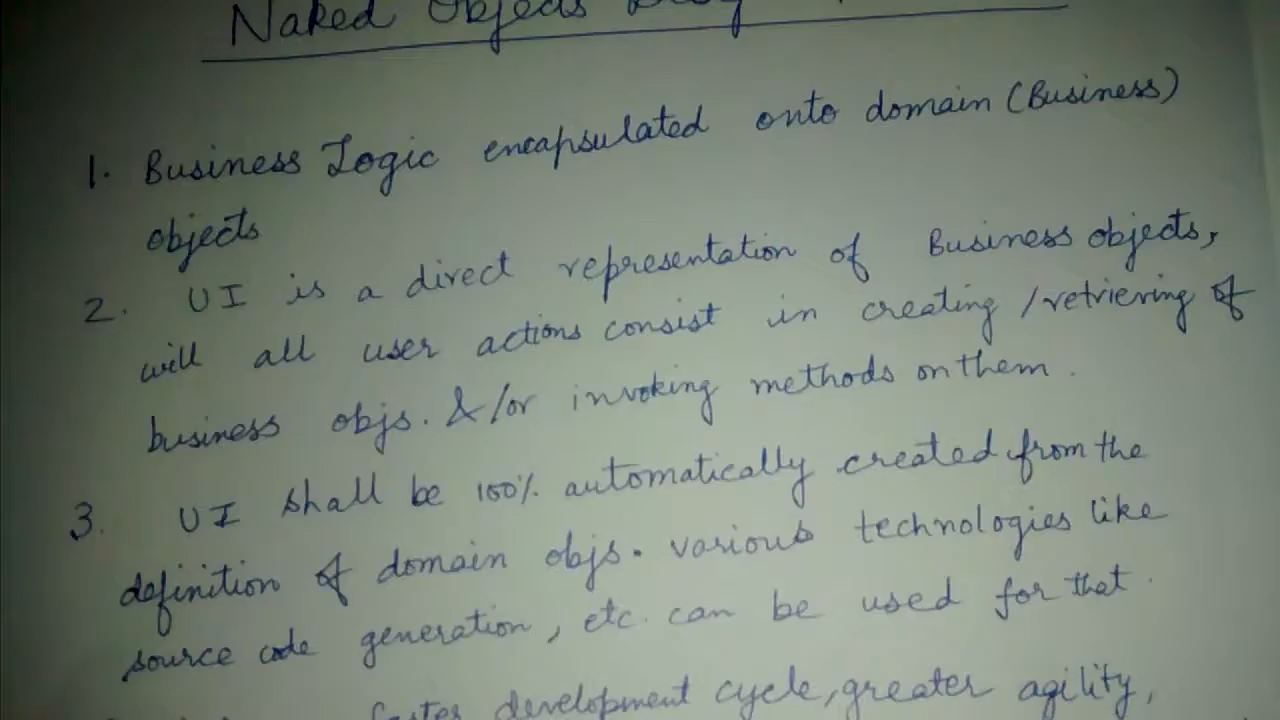 Naked Objects
1. Business Logic encapsulated onto domain (Business)
objects
2. UI is a direct representation of Business objects,
will all user actions consist in creating /retrieving of
business objs. &/or invoking methods on them.
3. UI shall be 100% automatically created from the
definition of domain objs. various technologies like
source code generation, etc. can be used for that.
faster development cycle, greater agility,